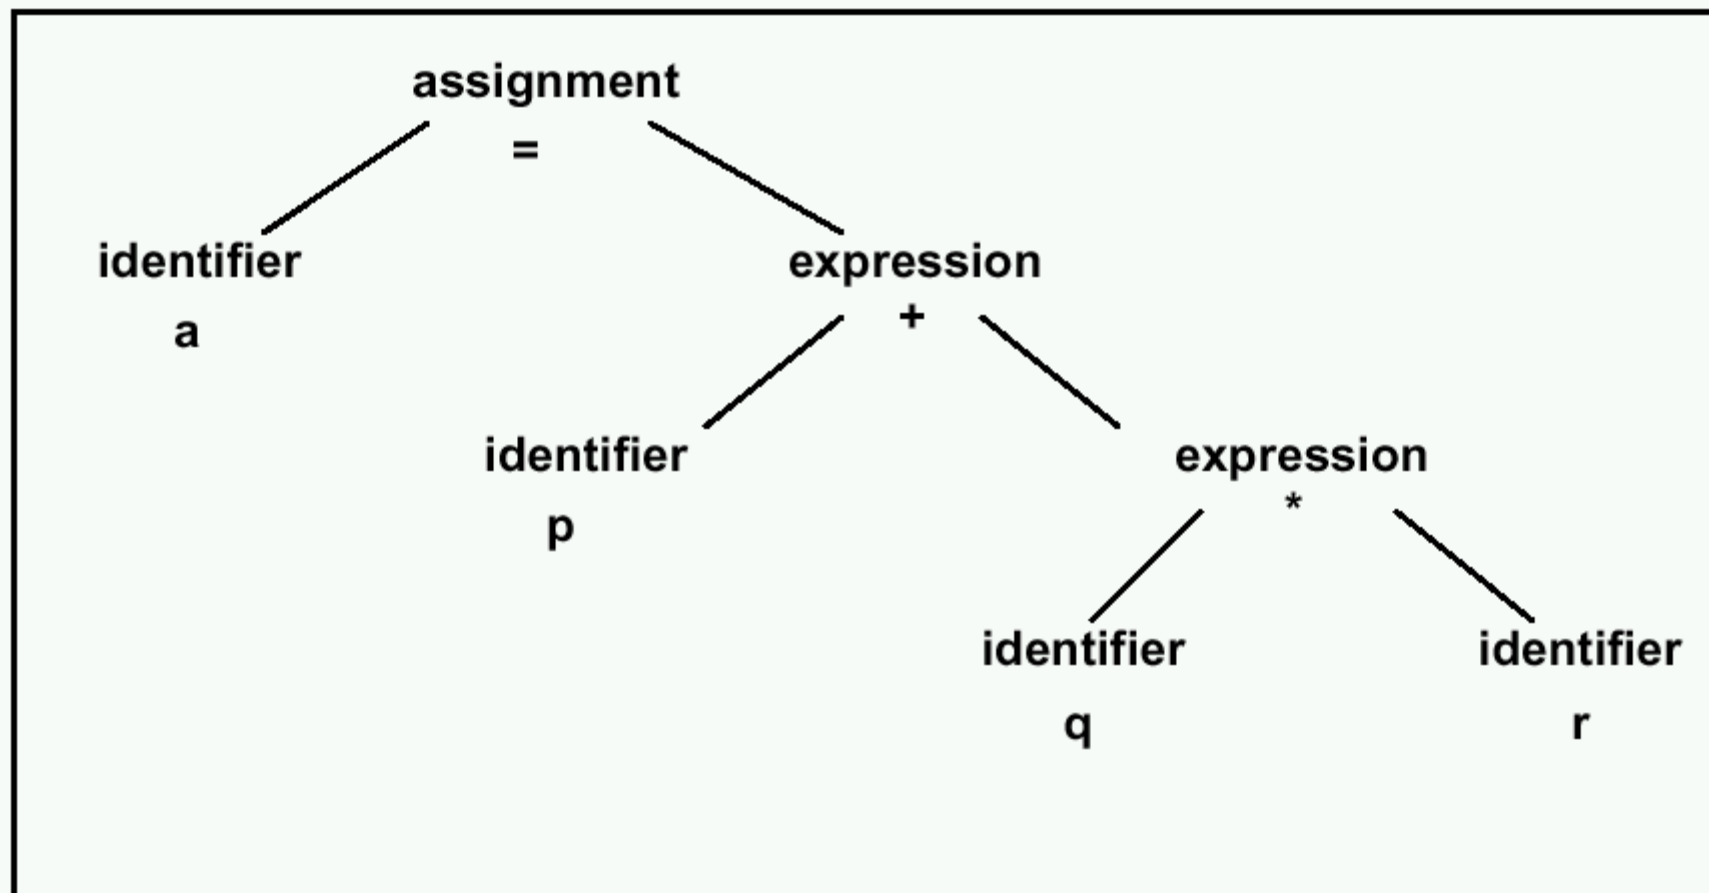 assignment
=
identifier
expression
a
+
identifier
expression
p
*
identifier
identifier
q
r